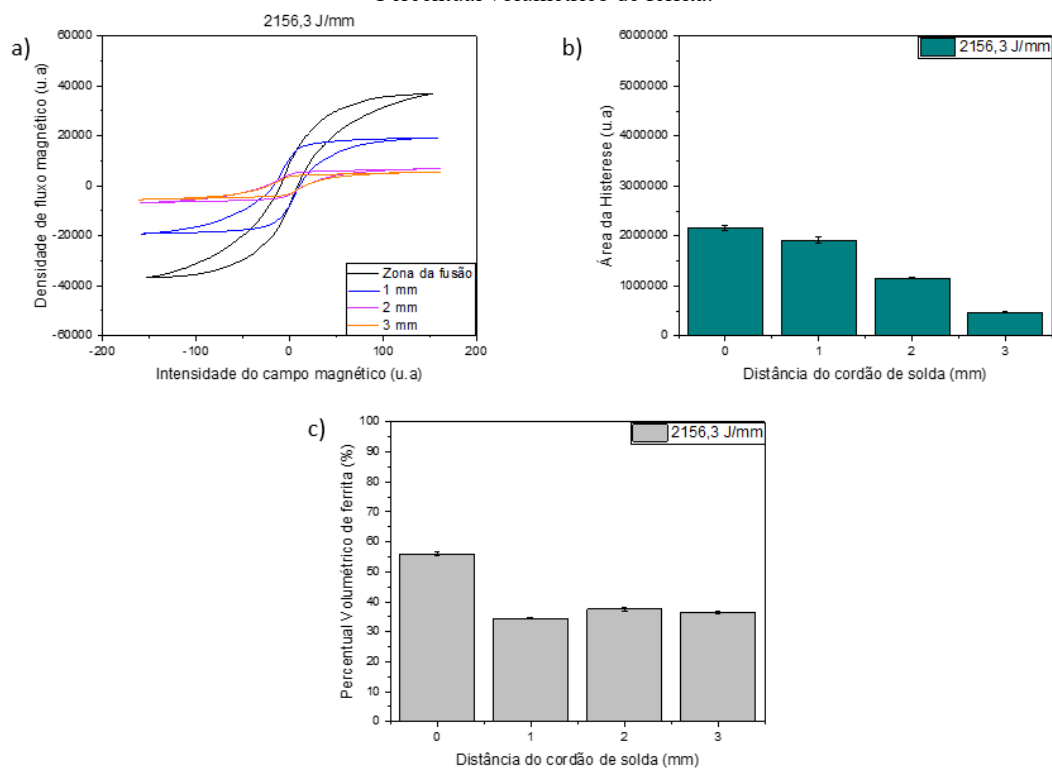 Percentual volumétrico de ferrita.
2156,3 J/mm
a)
60000
40000
20000
0
-20000
-40000
-60000
Densidade de fluxo magnético (u.a)
Zona da fusão
1 mm
2 mm
3 mm
-200
-100
0
100
200
Intensidade do campo magnético (u.a)
b)
6000000
5000000
4000000
3000000
2000000
1000000
0
Área da Histerese (u.a)
2156,3 J/mm
0
1
2
3
Distância do cordão de solda (mm)
c)
100
90
80
70
60
50
40
30
20
10
0
Percentual Volumétrico de ferrita (%)
2156,3 J/mm
0
1
2
3
Distância do cordão de solda (mm)